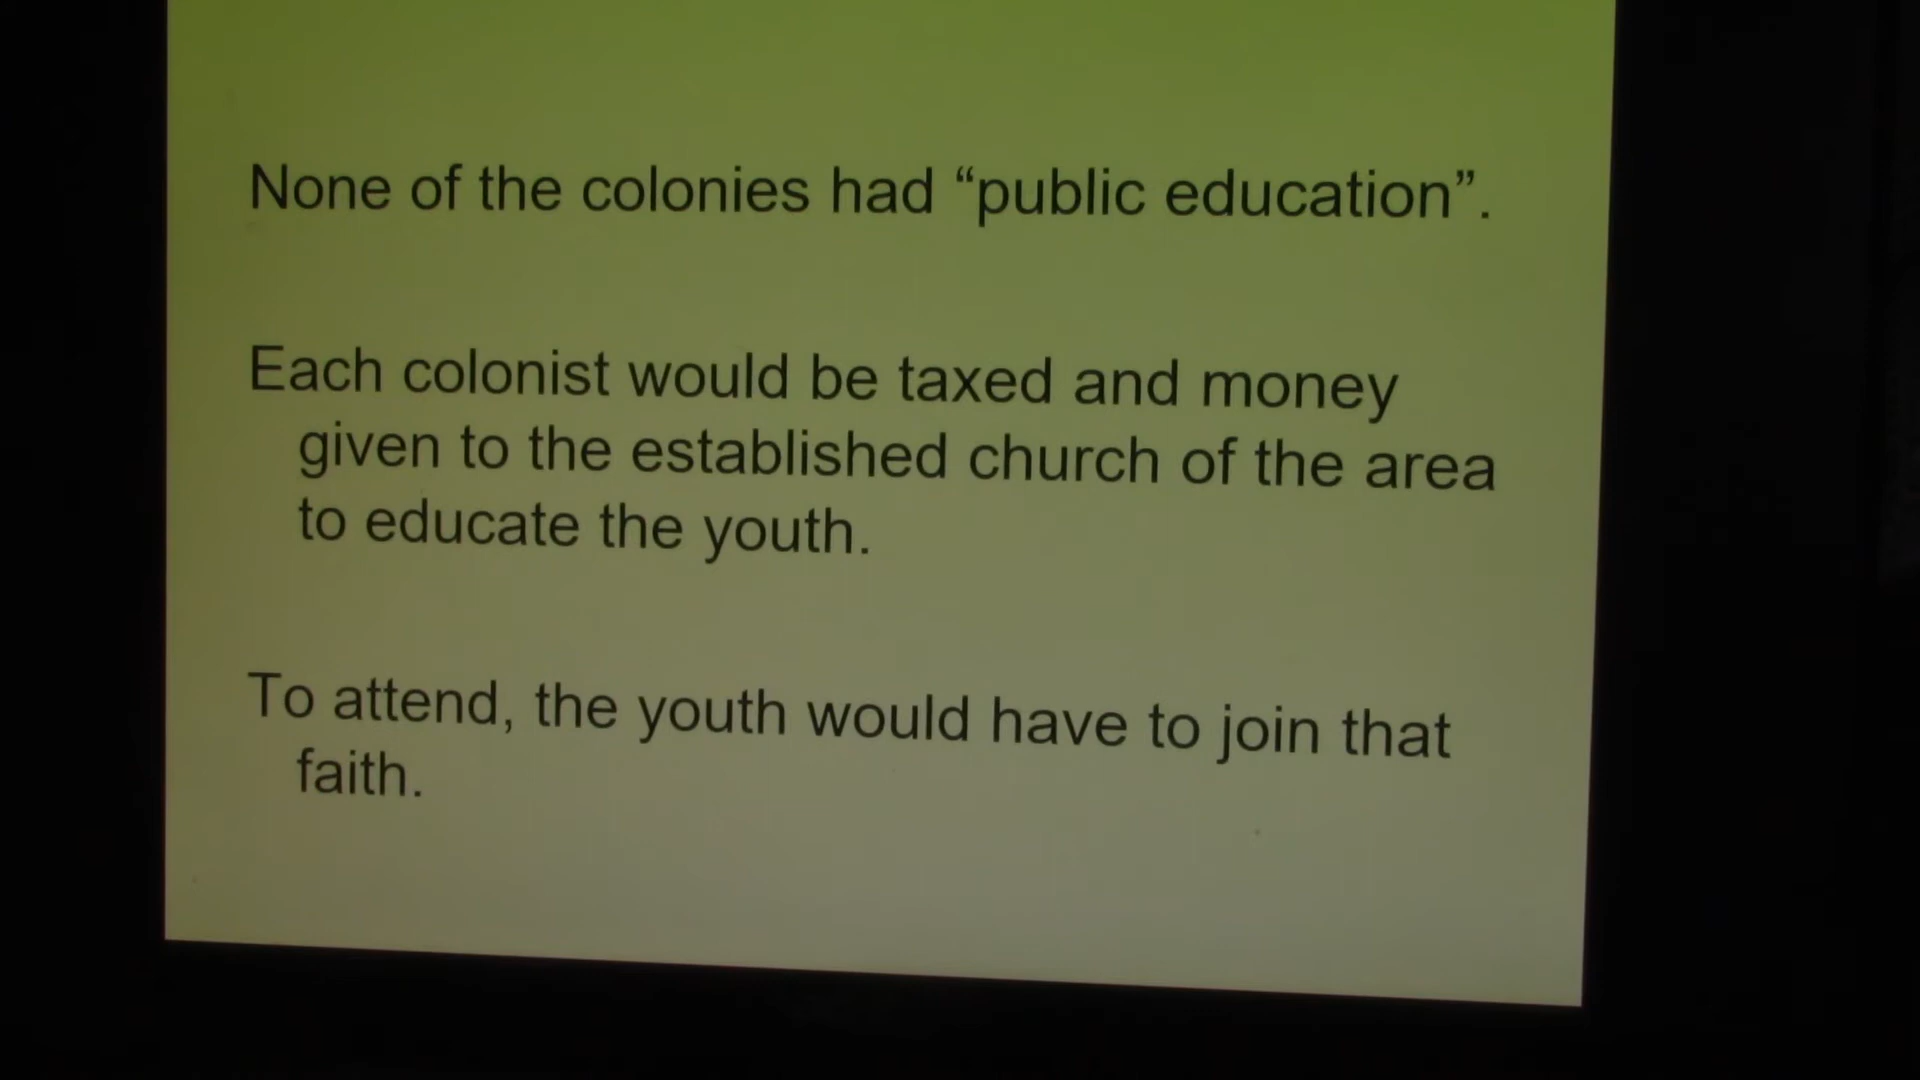 None of the colonies had “public education”.
Each colonist would be taxed and money
given to the established church of the area
to educate the youth.
To attend, the youth would have to join that
faith.